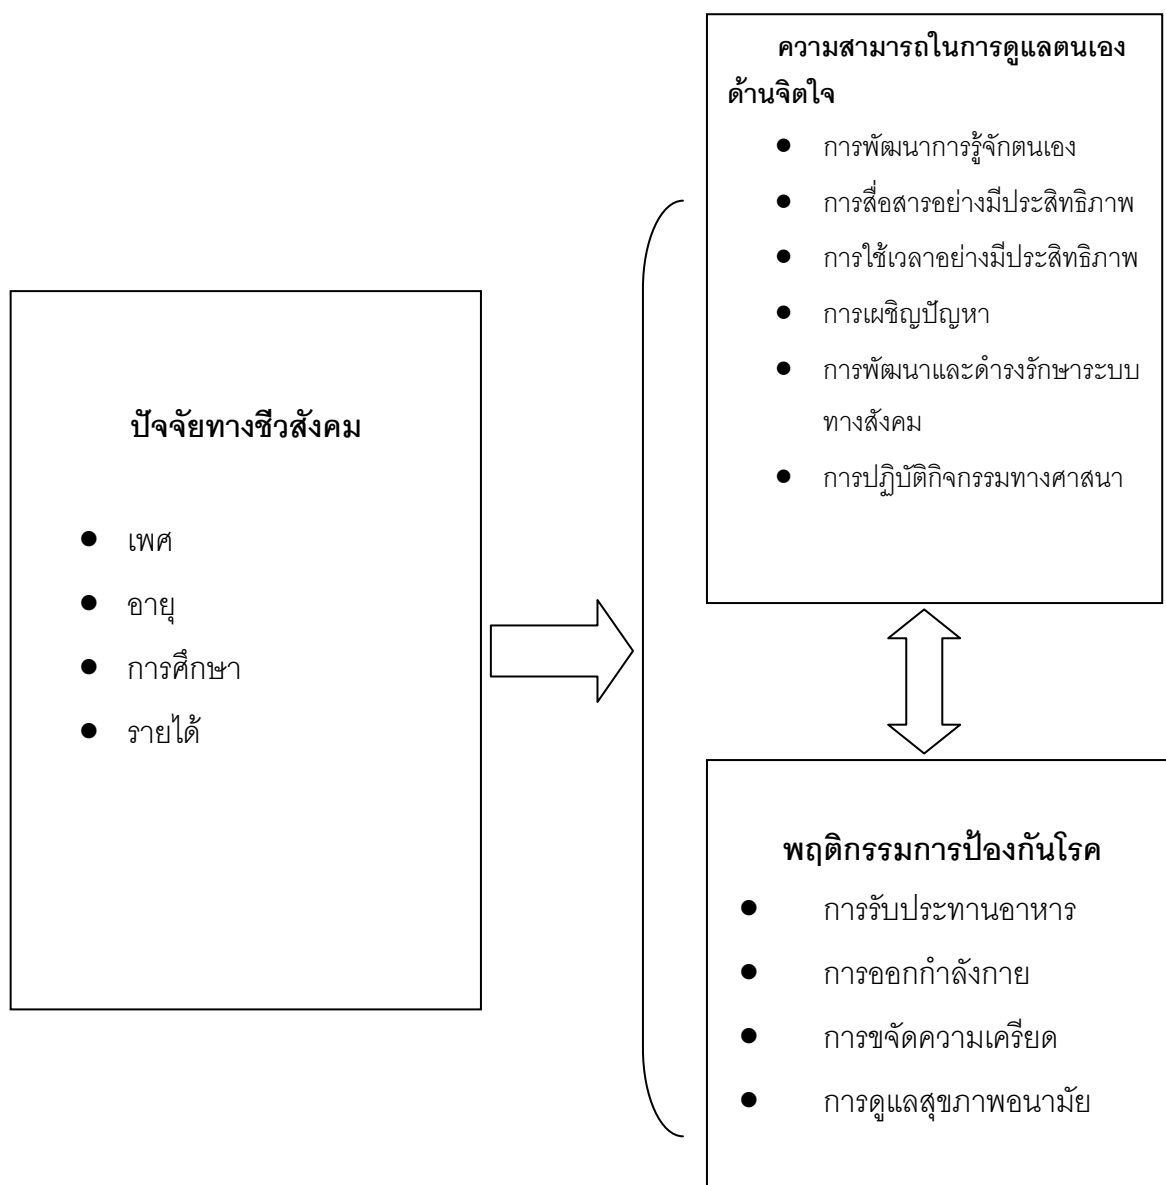 ปัจจัยทางชีวสังคม
● เพศ
● อายุ
● การศึกษา
● รายได้
ความสามารถในการดูแลตนเอง
ด้านจิตใจ
● การพัฒนาการรู้จักตนเอง
● การสื่อสารอย่างมีประสิทธิภาพ
● การใช้เวลาอย่างมีประสิทธิภาพ
● การเผชิญปัญหา
● การพัฒนาและดำรงรักษาระบบ
ทางสังคม
● การปฏิบัติกิจกรรมทางศาสนา
พฤติกรรมการป้องกันโรค
● การรับประทานอาหาร
● การออกกำลังกาย
● การขจัดความเครียด
● การดูแลสุขภาพอนามัย